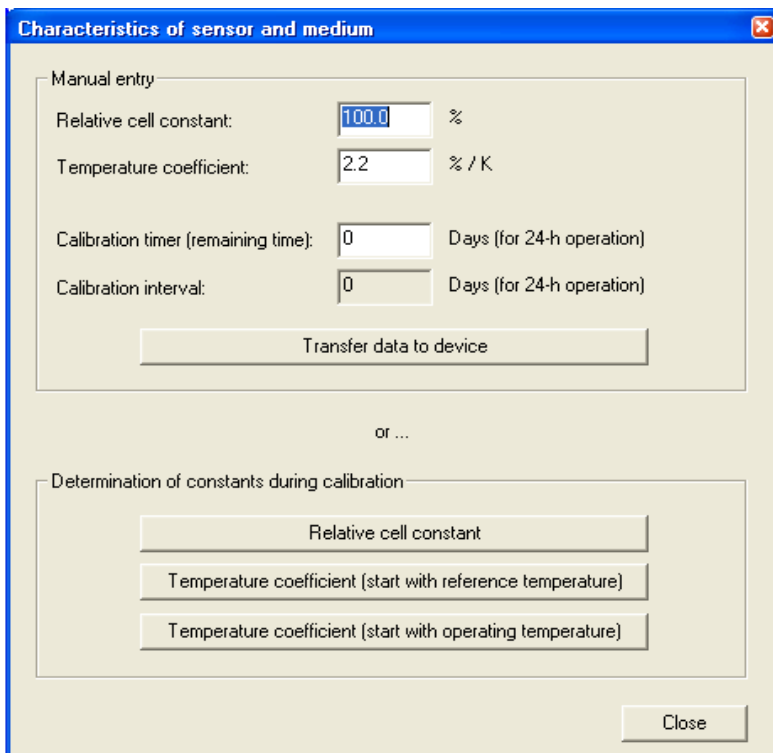 Characteristics of sensor and medium
Manual entry
Relative cell constant: 100.0 %
Temperature coefficient: 2.2 % / K
Calibration timer (remaining time): 0 Days (for 24-h operation)
Calibration interval: 0 Days (for 24-h operation)
Transfer data to device
or ...
Determination of constants during calibration
Relative cell constant
Temperature coefficient (start with reference temperature)
Temperature coefficient (start with operating temperature)
Close